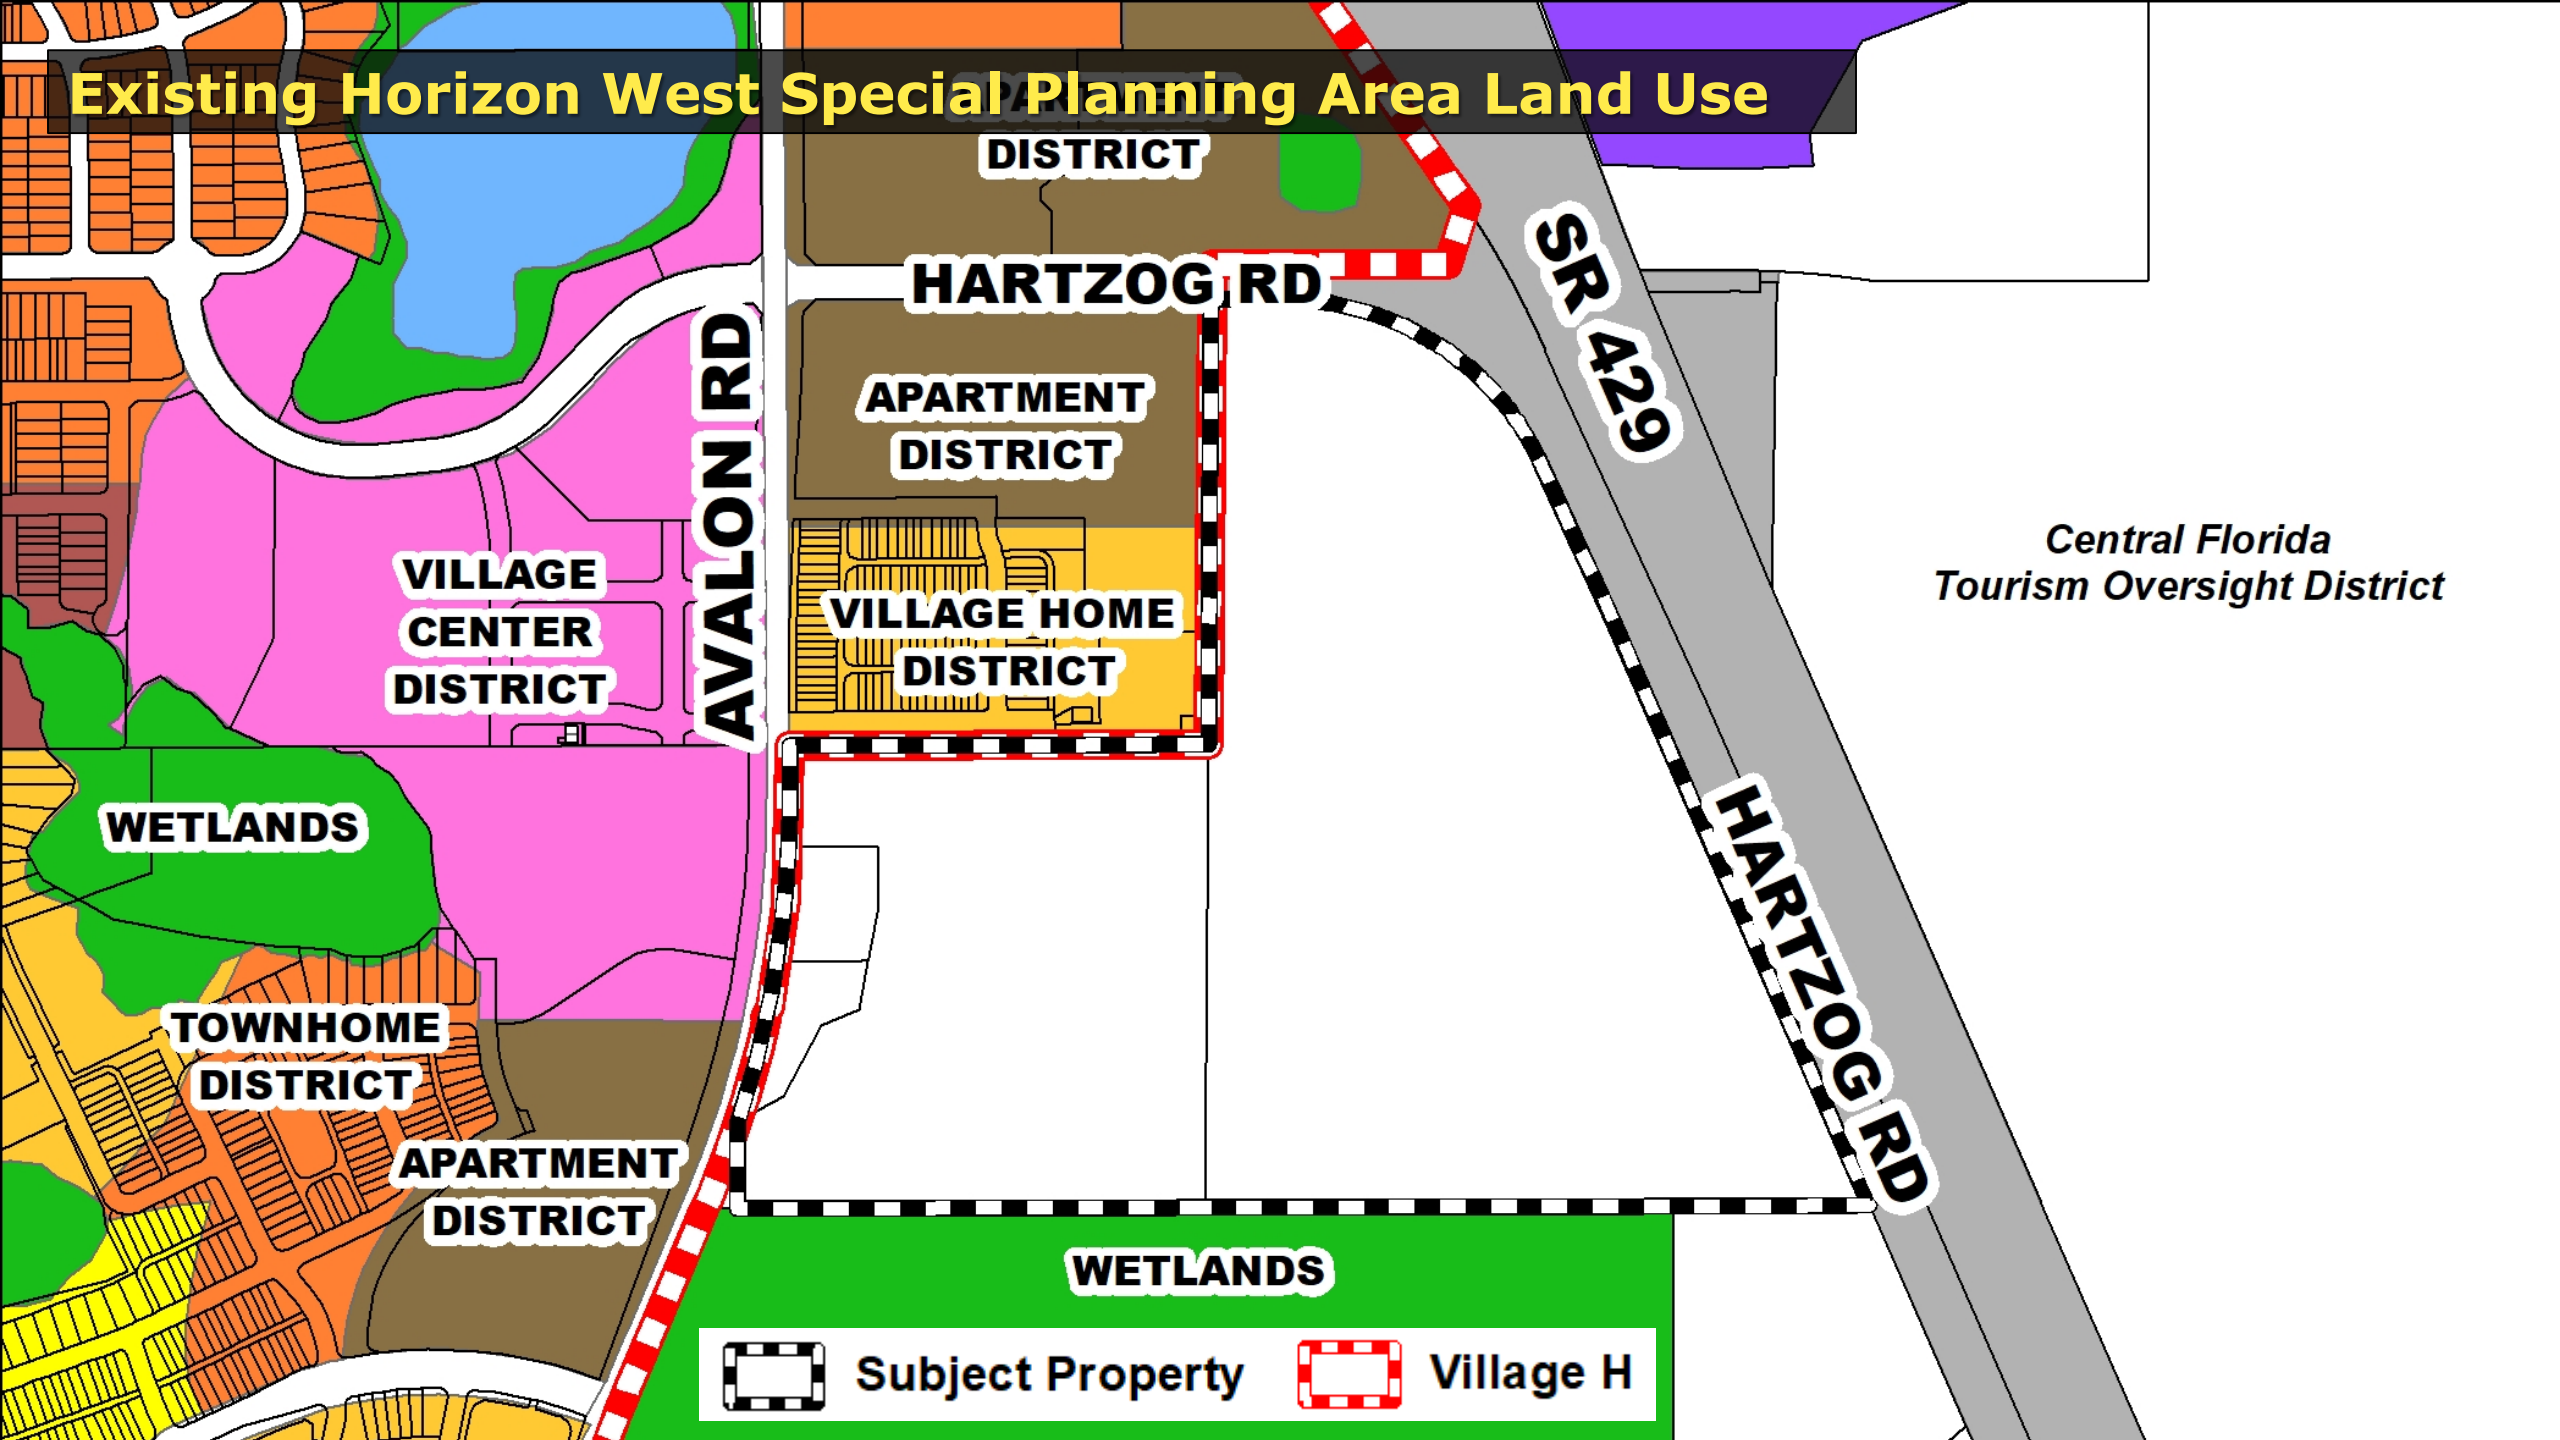 Existing Horizon West Special Planning Area Land Use
APARTMENT
DISTRICT
HARTZOG RD
SR 429
AVALON RD
APARTMENT
DISTRICT
Central Florida
Tourism Oversight District
VILLAGE
CENTER
DISTRICT
VILLAGE HOME
DISTRICT
WETLANDS
HARTZOG RD
TOWNHOME
DISTRICT
APARTMENT
DISTRICT
WETLANDS
Subject Property
Village H